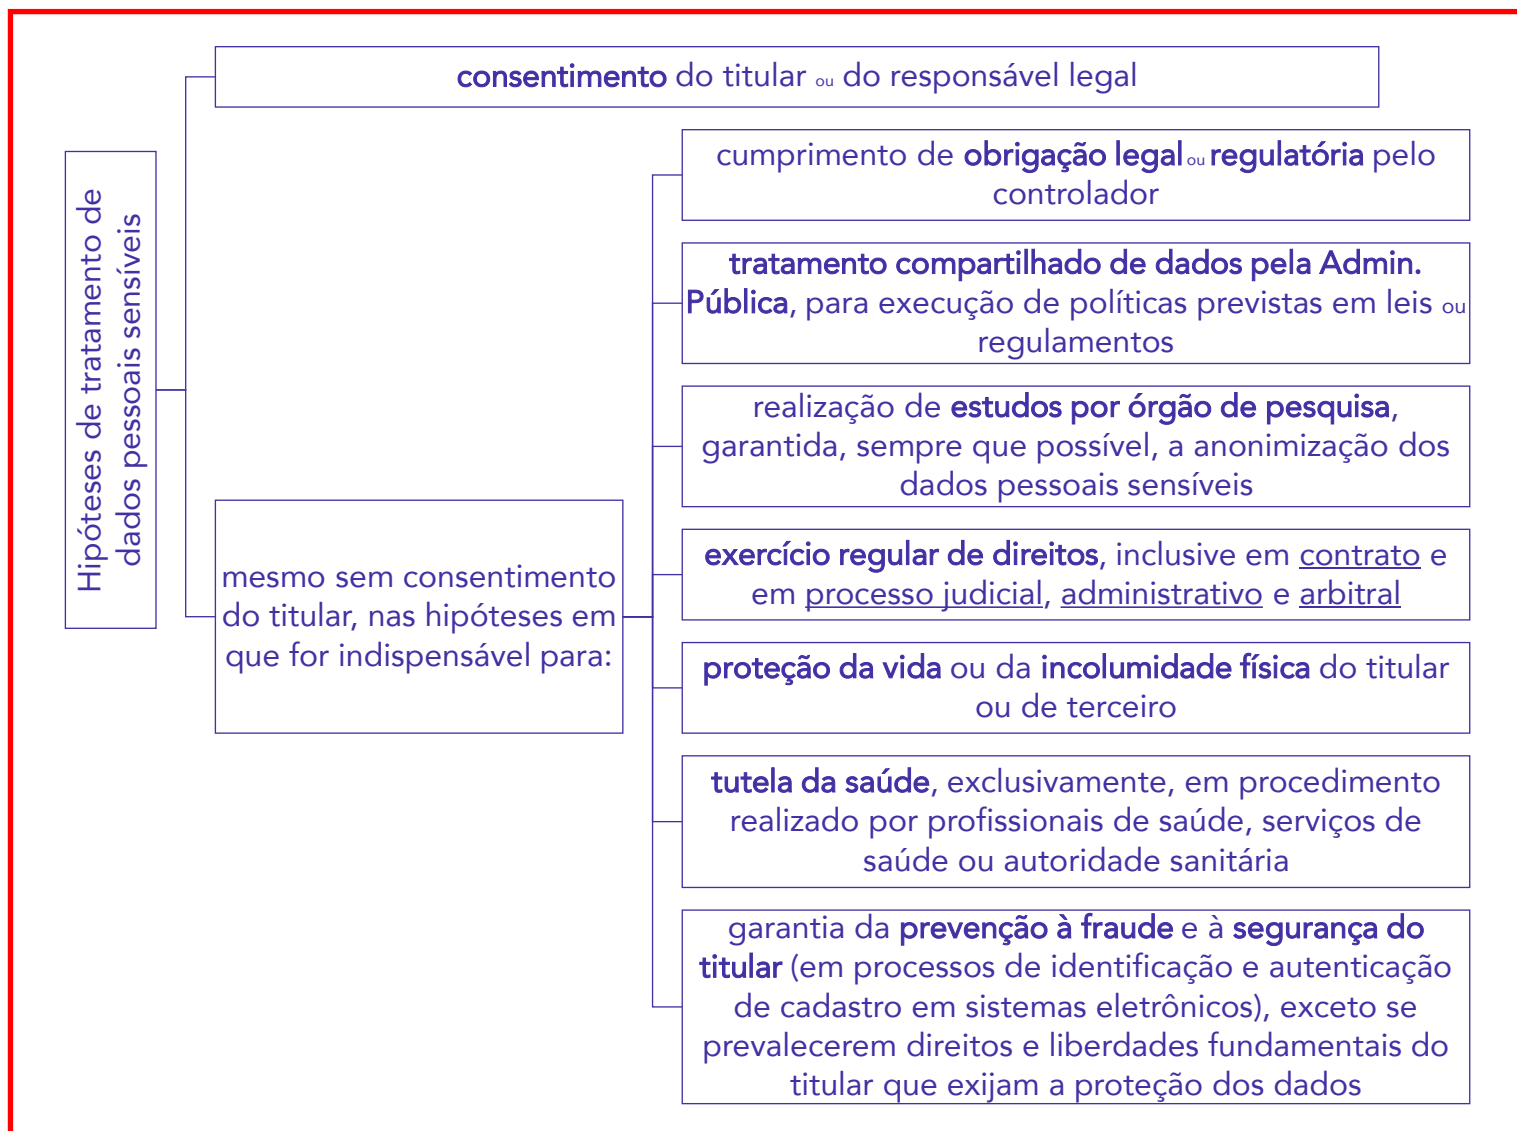 Hipóteses de tratamento de
dados pessoais sensíveis
consentimento do titular ou do responsável legal
mesmo sem consentimento
do titular, nas hipóteses em
que for indispensável para:
cumprimento de obrigação legal ou regulatória pelo
controlador
tratamento compartilhado de dados pela Admin.
Pública, para execução de políticas previstas em leis ou
regulamentos
realização de estudos por órgão de pesquisa,
garantida, sempre que possível, a anonimização dos
dados pessoais sensíveis
exercício regular de direitos, inclusive em contrato e
em processo judicial, administrativo e arbitral
proteção da vida ou da incolumidade física do titular
ou de terceiro
tutela da saúde, exclusivamente, em procedimento
realizado por profissionais de saúde, serviços de
saúde ou autoridade sanitária
garantia da prevenção à fraude e à segurança do
titular (em processos de identificação e autenticação
de cadastro em sistemas eletrônicos), exceto se
prevalecerem direitos e liberdades fundamentais do
titular que exijam a proteção dos dados